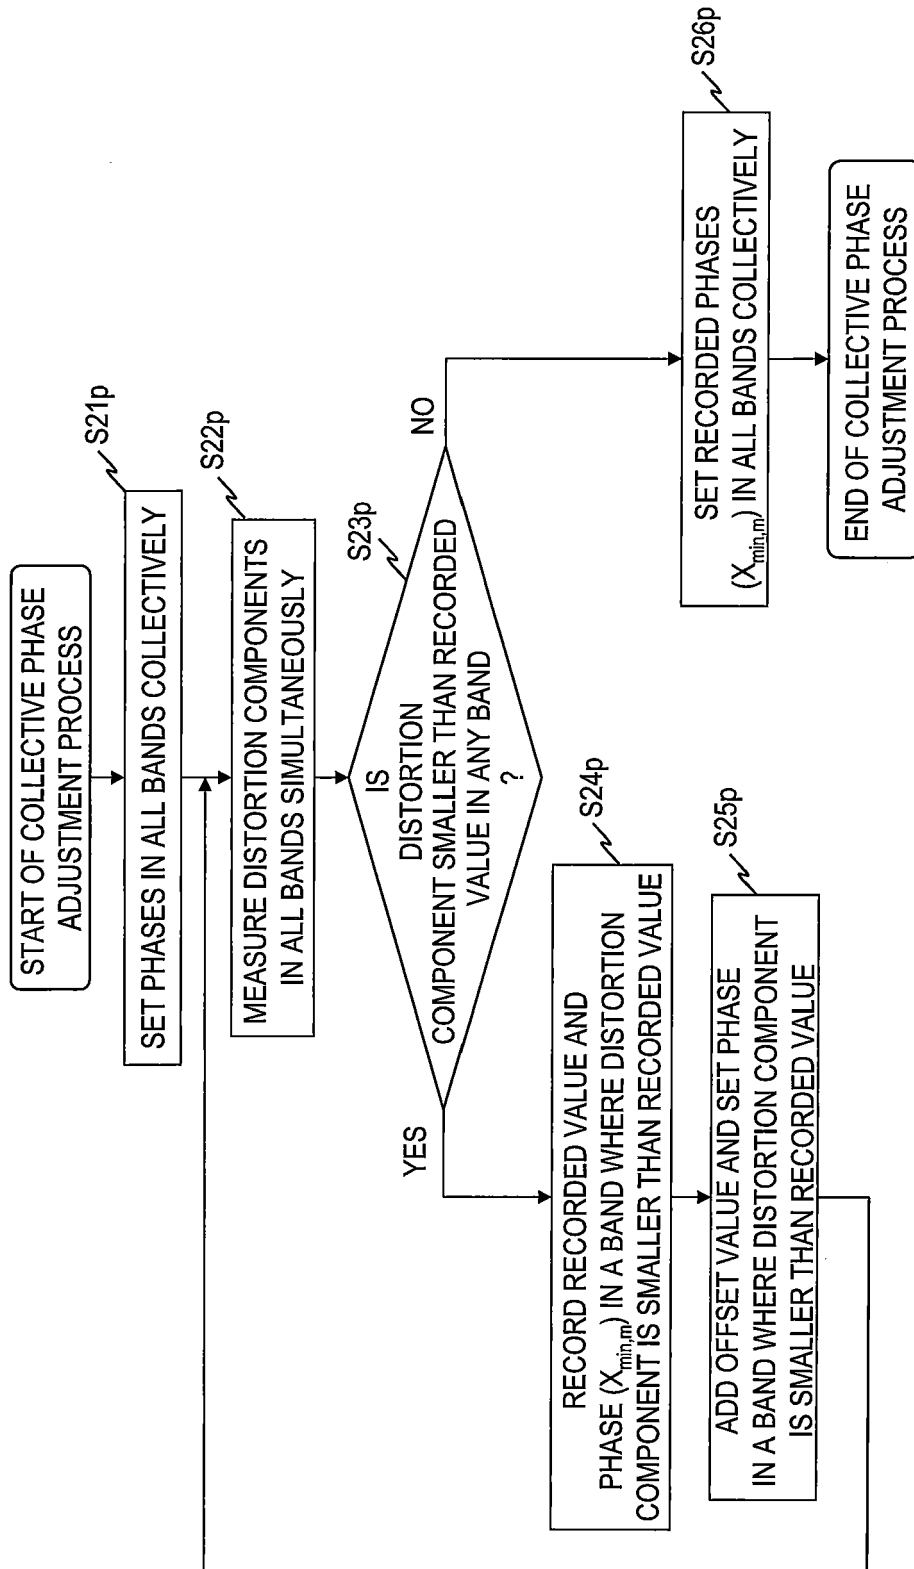 START OF COLLECTIVE PHASE
ADJUSTMENT PROCESS
S21p
SET PHASES IN ALL BANDS COLLECTIVELY
S22p
MEASURE DISTORTION COMPONENTS
IN ALL BANDS SIMULTANEOUSLY
S23p
IS
DISTORTION
COMPONENT SMALLER THAN RECORDED
VALUE IN ANY BAND
?
YES
NO
S24p
RECORD RECORDED VALUE AND
PHASE (Xmin,m) IN A BAND WHERE DISTORTION
COMPONENT IS SMALLER THAN RECORDED VALUE
S25p
ADD OFFSET VALUE AND SET PHASE
IN A BAND WHERE DISTORTION COMPONENT
IS SMALLER THAN RECORDED VALUE
S26p
SET RECORDED PHASES
(Xmin,m) IN ALL BANDS COLLECTIVELY
END OF COLLECTIVE PHASE
ADJUSTMENT PROCESS